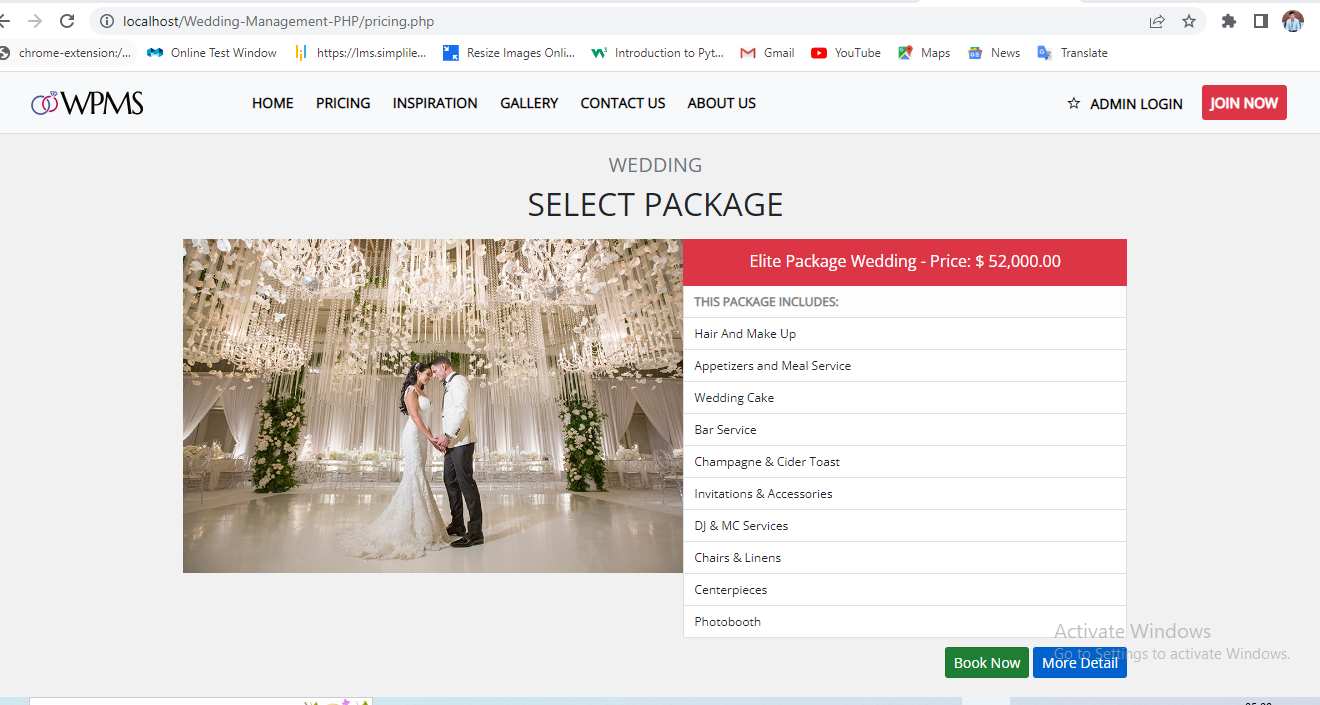 localhost/Wedding-Management-PHP/pricing.php
chrome-extension:/... Online Test Window https://lms.simplile... Resize Images Onli... Introduction to Pyt... Gmail YouTube Maps News Translate
WPMS HOME PRICING INSPIRATION GALLERY CONTACT US ABOUT US ADMIN LOGIN JOIN NOW
WEDDING
SELECT PACKAGE
Elite Package Wedding - Price: $ 52,000.00
THIS PACKAGE INCLUDES:
Hair And Make Up
Appetizers and Meal Service
Wedding Cake
Bar Service
Champagne & Cider Toast
Invitations & Accessories
DJ & MC Services
Chairs & Linens
Centerpieces
Photobooth
Activate Windows
Go to Settings to activate Windows.
Book Now More Detail